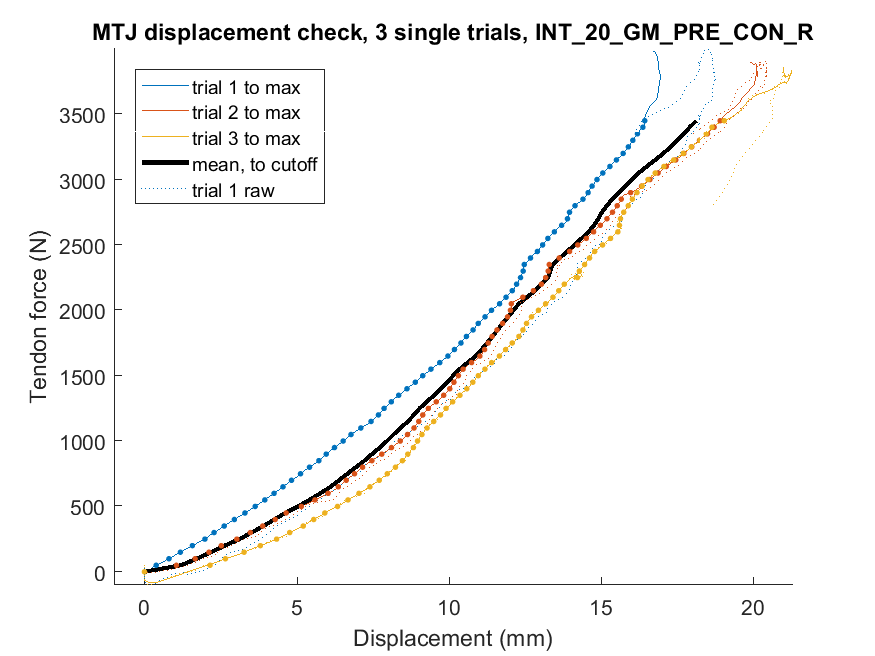 MTJ displacement check, 3 single trials, INT_20_GM_PRE_CON_R
trial 1 to max
trial 2 to max
trial 3 to max
mean, to cutoff
trial 1 raw
3500
3000
2500
2000
1500
1000
500
0
Tendon force (N)
0 5 10 15 20
Displacement (mm)